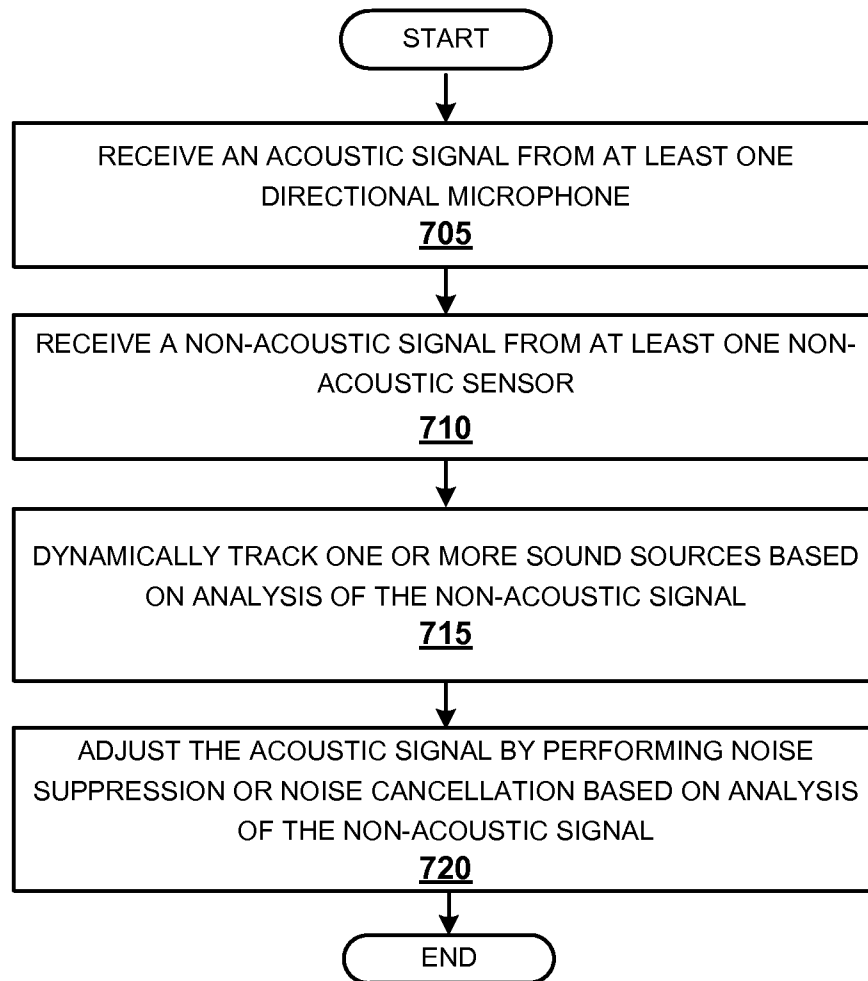 START
RECEIVE AN ACOUSTIC SIGNAL FROM AT LEAST ONE
DIRECTIONAL MICROPHONE
705
RECEIVE A NON-ACOUSTIC SIGNAL FROM AT LEAST ONE NON-
ACOUSTIC SENSOR
710
DYNAMICALLY TRACK ONE OR MORE SOUND SOURCES BASED
ON ANALYSIS OF THE NON-ACOUSTIC SIGNAL
715
ADJUST THE ACOUSTIC SIGNAL BY PERFORMING NOISE
SUPPRESSION OR NOISE CANCELLATION BASED ON ANALYSIS
OF THE NON-ACOUSTIC SIGNAL
720
END